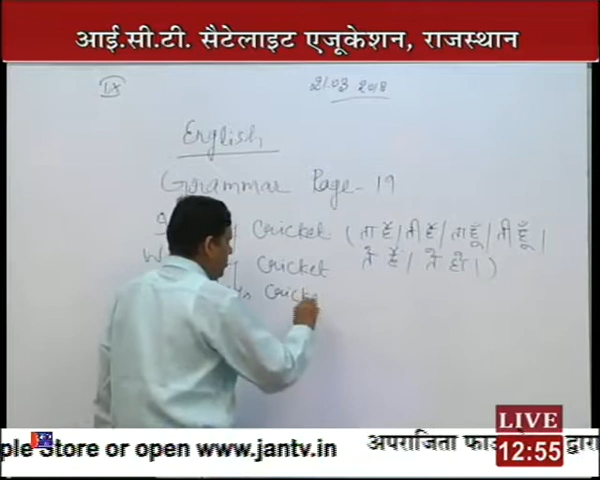 आई.सी.टी. सैटेलाइट एजूकेशन, राजस्थान
IX
21.03 2018
English
Grammar Page - 19
Cricket ( ता है। ती है। ता हूँ। ती हूँ।
Cricket ते हैं। ते हो। )
LIVE
12:55
ple Store or open www.jantv.in अपराजिता द्वारा